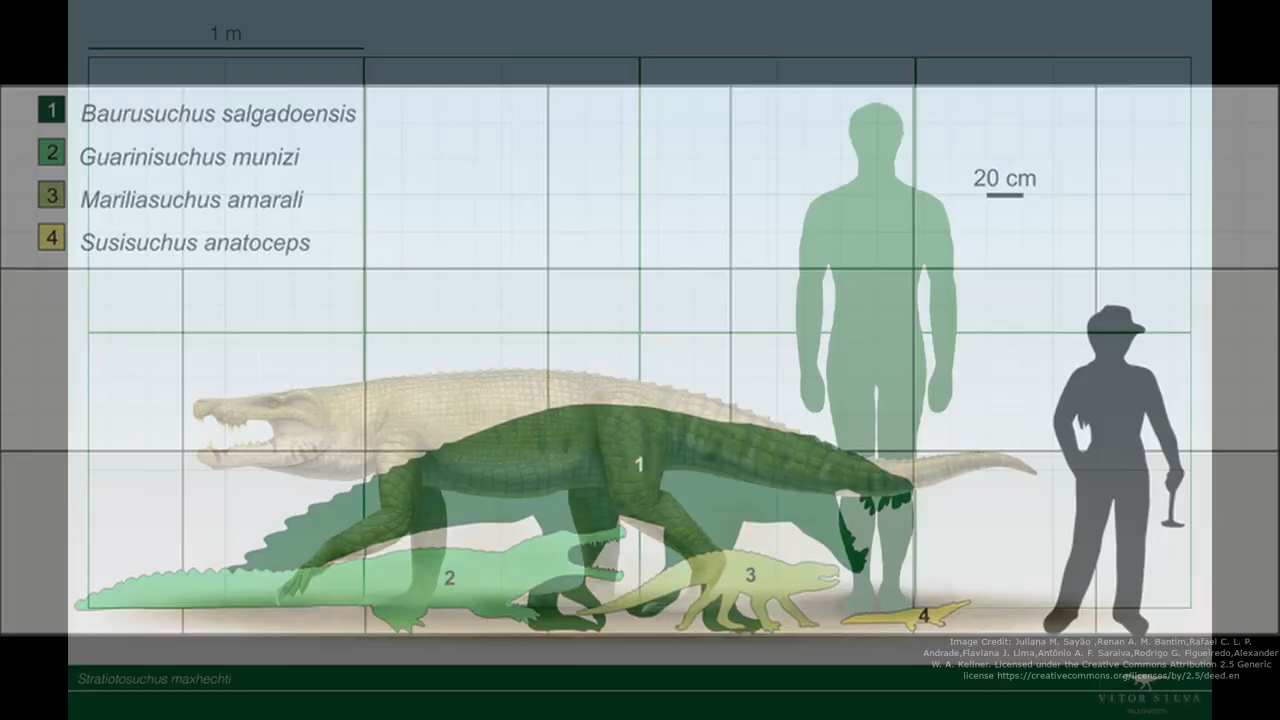 1 m
1 Baurusuchus salgadoensis
2 Guarinisuchus munizi
3 Mariliasuchus amarali
4 Susisuchus anatoceps
20 cm
1
2
3
4
Image Credit: Juliana M. Sayão ,Renan A. M. Bantim,Rafael C. L. P.
Andrade,Flaviana J. Lima,Antônio A. F. Saraiva,Rodrigo G. Figueiredo,Alexander
W. A. Kellner. Licensed under the Creative Commons Attribution 2.5 Generic
license https://creativecommons.org/licenses/by/2.5/deed.en
Stratiotosuchus maxhechti
VITOR SILVA
PALEOARTISTA